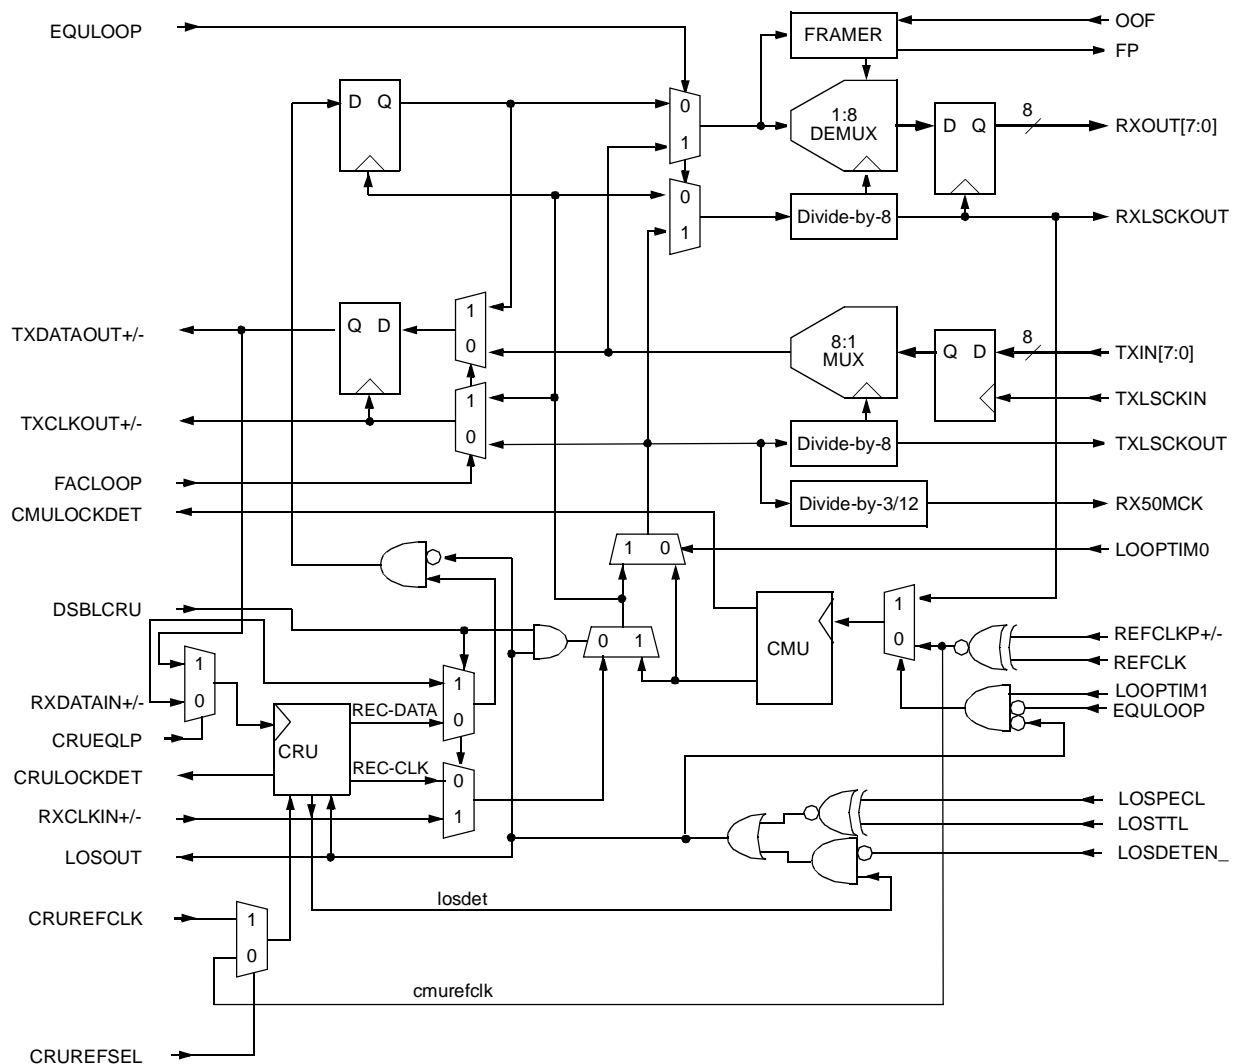 EQULOOP
OOF
FRAMER
FP
D Q
0
1
1:8
DEMUX
D Q
8
RXOUT[7:0]
0
1
Divide-by-8
RXLSCKOUT
TXDATAOUT+/-
Q D
1
0
8:1
MUX
Q D
8
TXIN[7:0]
TXCLKOUT+/-
1
0
TXLSCKIN
Divide-by-8
TXLSCKOUT
FACLOOP
CMULOCKDET
Divide-by-3/12
RX50MCK
1 0
LOOPTIM0
DSBLCRU
0 1
CMU
1
0
REFCLKP+/-
REFCLK
LOOPTIM1
EQULOOP
1
0
RXDATAIN+/-
CRUEQLP
CRU
REC-DATA
1
0
CRULOCKDET
REC-CLK
0
1
RXCLKIN+/-
LOSPECL
LOSTTL
LOSOUT
LOSDETEN_
losdet
CRUREFCLK
1
0
cmurefclk
CRUREFSEL